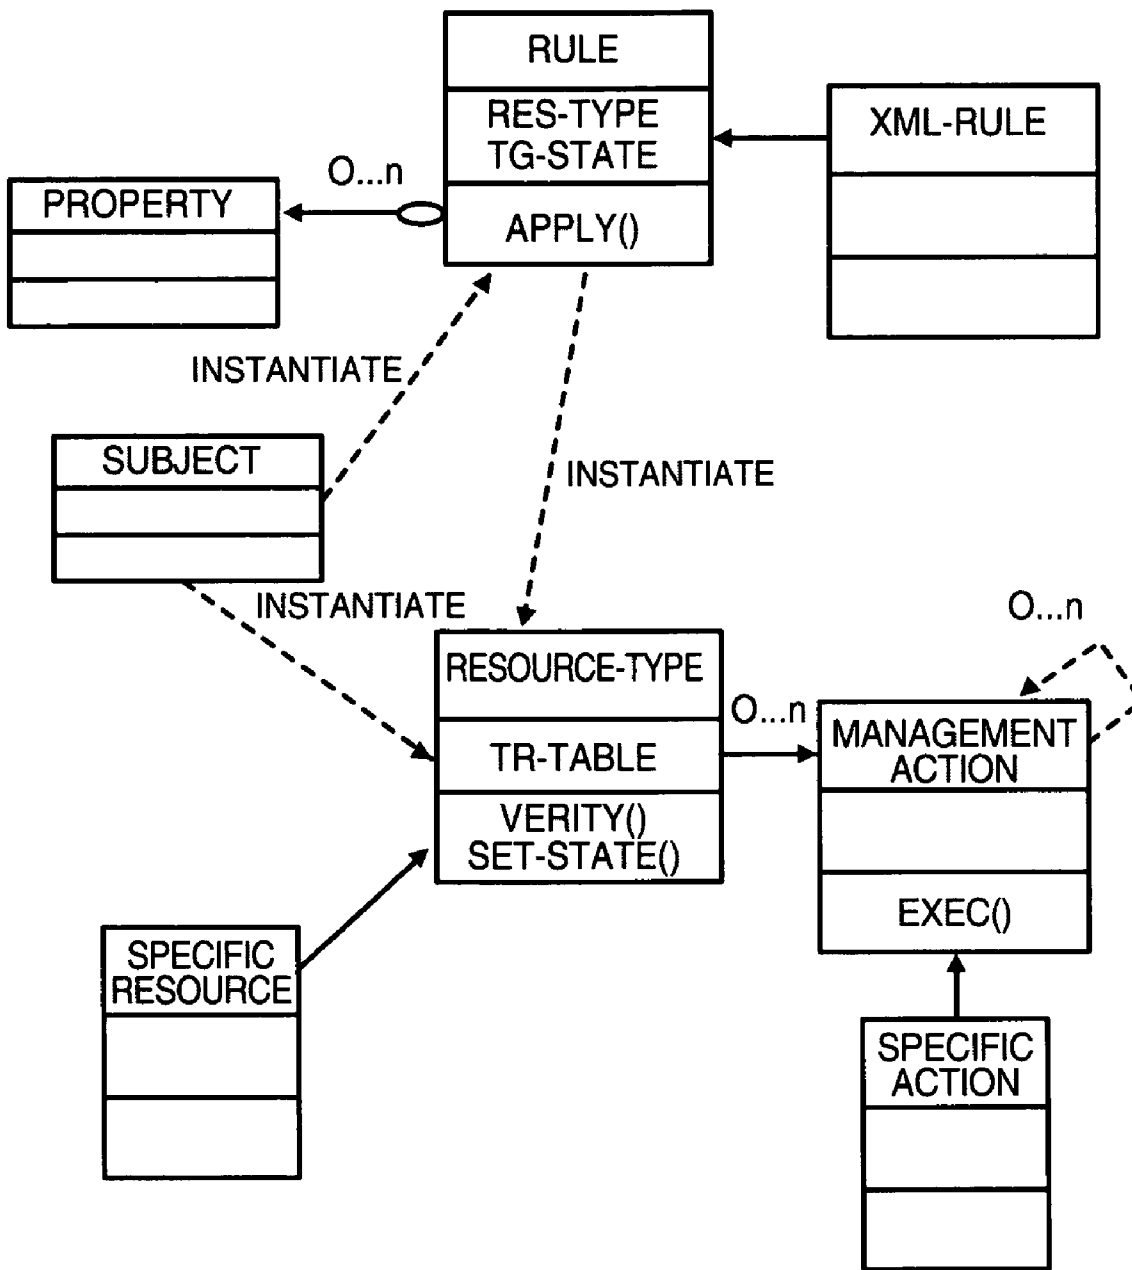 RULE
RES-TYPE
TG-STATE
APPLY()
XML-RULE
O...n
PROPERTY
INSTANTIATE
SUBJECT
INSTANTIATE
INSTANTIATE
RESOURCE-TYPE
TR-TABLE
VERITY()
SET-STATE()
O...n
O...n
MANAGEMENT
ACTION
EXEC()
SPECIFIC
RESOURCE
SPECIFIC
ACTION